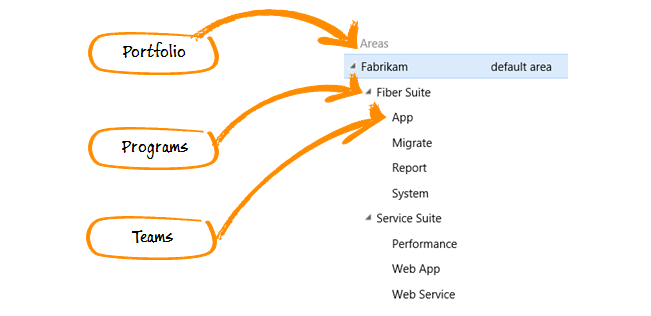 Portfolio
Areas
Fabrikam default area
Fiber Suite
App
Programs
Migrate
Report
System
Teams
Service Suite
Performance
Web App
Web Service